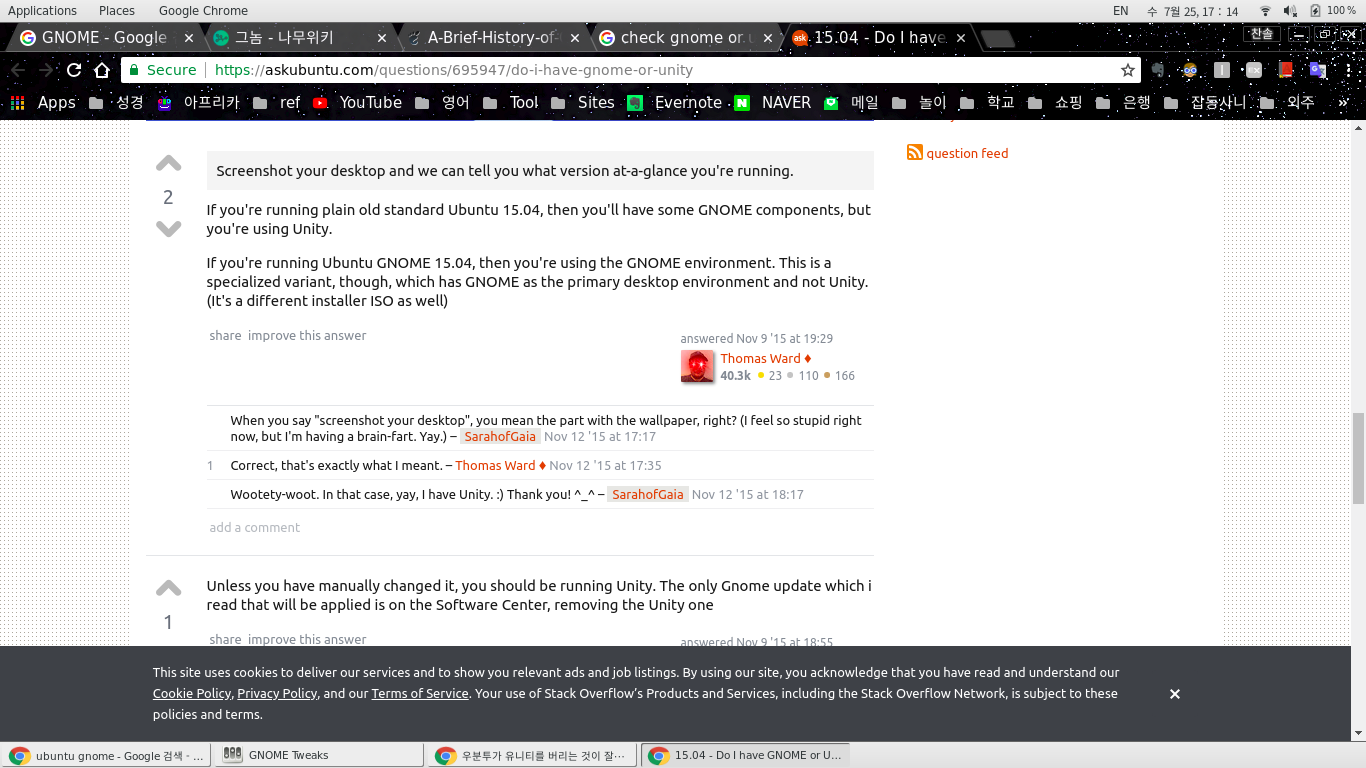 Applications Places Google Chrome EN 수 7월 25, 17 : 14 100 %
GNOME - Google 그놈 - 나무위키 A-Brief-History-of- check gnome or u 15.04 - Do I have 찬솔
Secure https://askubuntu.com/questions/695947/do-i-have-gnome-or-unity
Apps 성경 아프리카 ref YouTube 영어 Tool Sites Evernote NAVER 메일 놀이 학교 쇼핑 은행 잡동사니 외주 »
question feed
Screenshot your desktop and we can tell you what version at-a-glance you're running.
2
If you're running plain old standard Ubuntu 15.04, then you'll have some GNOME components, but
you're using Unity.
If you're running Ubuntu GNOME 15.04, then you're using the GNOME environment. This is a
specialized variant, though, which has GNOME as the primary desktop environment and not Unity.
(It's a different installer ISO as well)
share improve this answer
answered Nov 9 '15 at 19:29
Thomas Ward ♦
40.3k 23 110 166
When you say "screenshot your desktop", you mean the part with the wallpaper, right? (I feel so stupid right
now, but I'm having a brain-fart. Yay.) – SarahofGaia Nov 12 '15 at 17:17
1 Correct, that's exactly what I meant. – Thomas Ward ♦ Nov 12 '15 at 17:35
Wootety-woot. In that case, yay, I have Unity. :) Thank you! ^_^ – SarahofGaia Nov 12 '15 at 18:17
add a comment
Unless you have manually changed it, you should be running Unity. The only Gnome update which i
read that will be applied is on the Software Center, removing the Unity one
1
share improve this answer
answered Nov 9 '15 at 18:55
This site uses cookies to deliver our services and to show you relevant ads and job listings. By using our site, you acknowledge that you have read and understand our
Cookie Policy, Privacy Policy, and our Terms of Service. Your use of Stack Overflow's Products and Services, including the Stack Overflow Network, is subject to these
policies and terms.
ubuntu gnome - Google 검색 - ... GNOME Tweaks 우분투가 유니티를 버리는 것이 잘... 15.04 - Do I have GNOME or U...